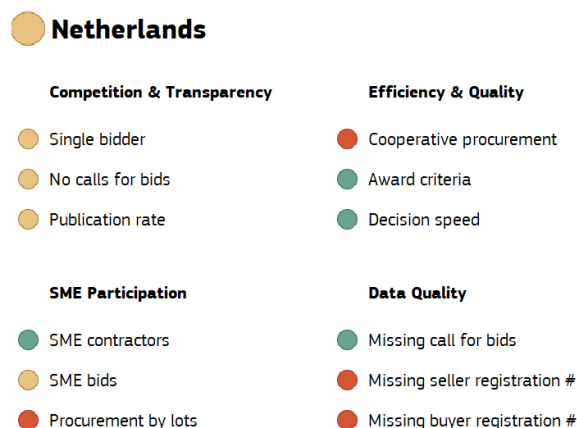 Netherlands
Competition & Transparency
Single bidder
No calls for bids
Publication rate
Efficiency & Quality
Cooperative procurement
Award criteria
Decision speed
SME Participation
SME contractors
SME bids
Procurement by lots
Data Quality
Missing call for bids
Missing seller registration #
Missing buyer registration #